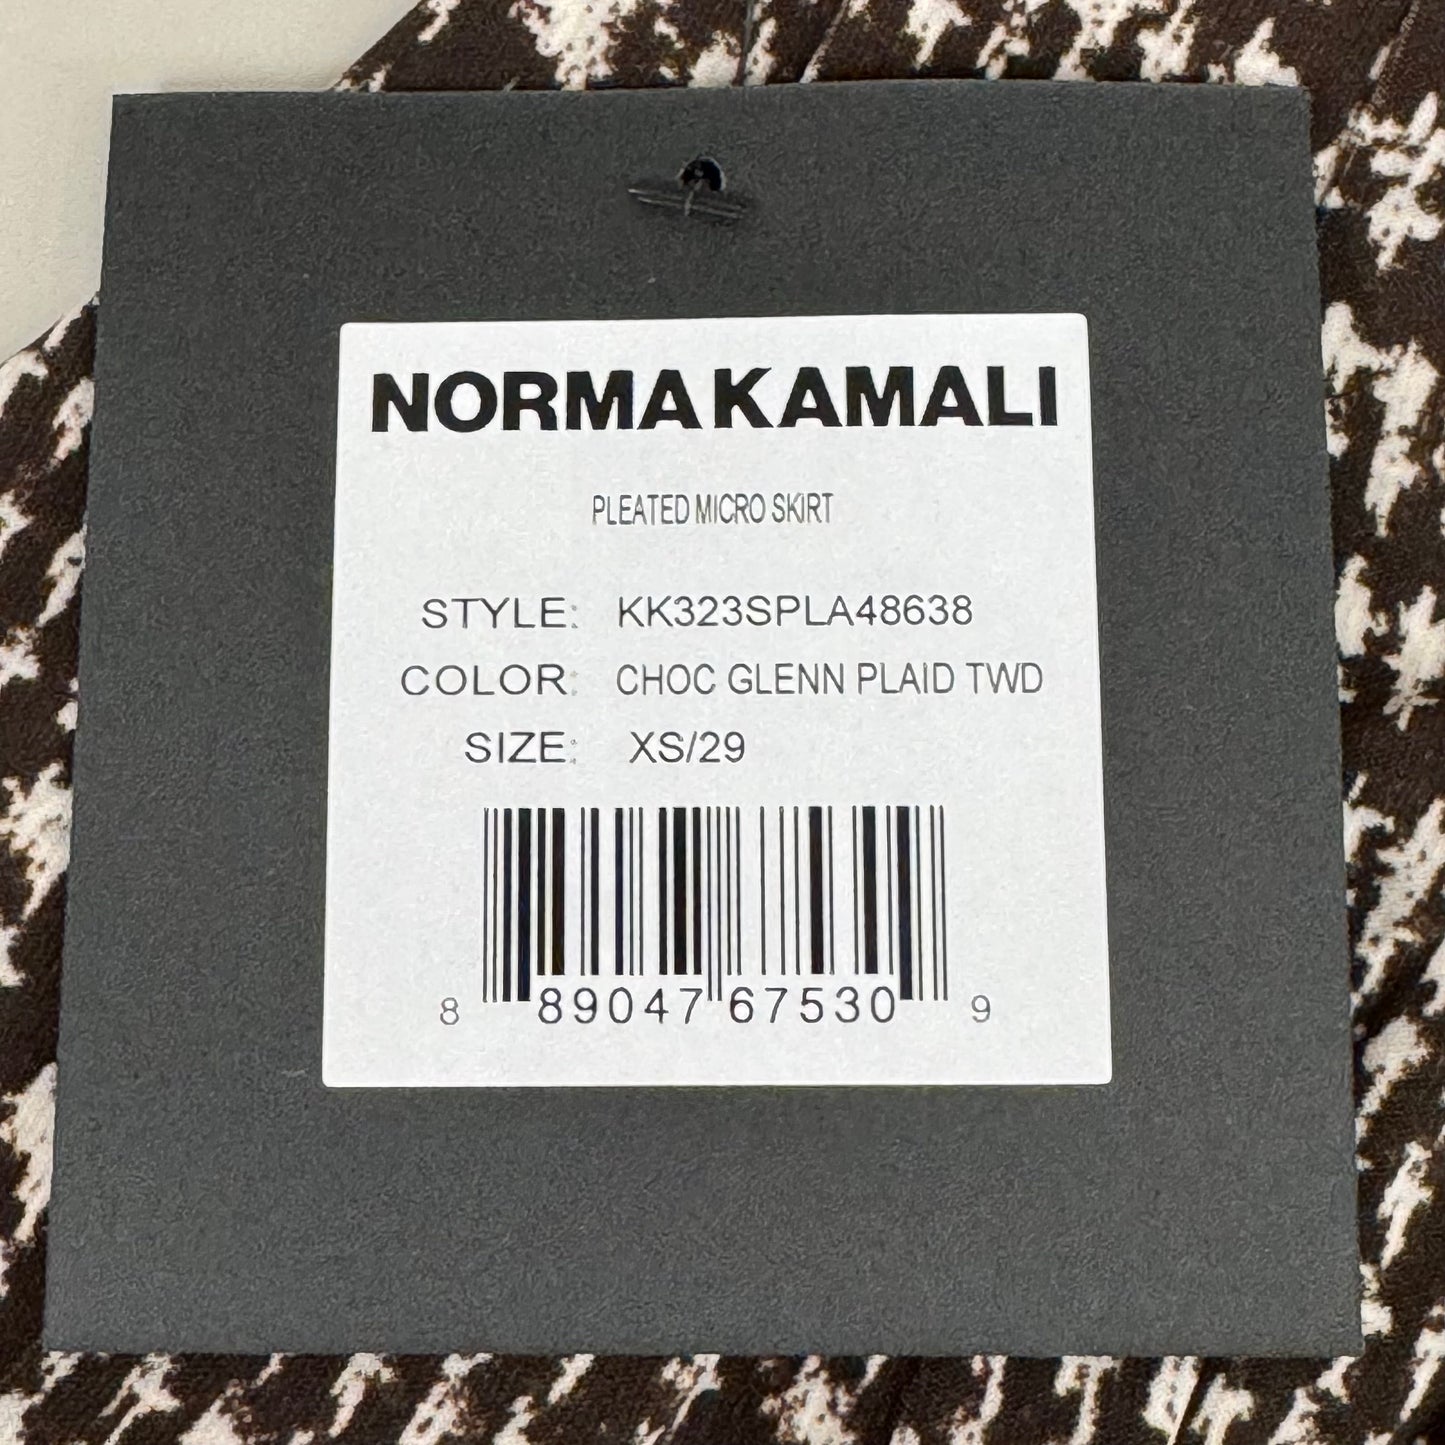 NORMA KAMALI
PLEATED MICRO SKIRT
STYLE: KK323SPLA48638
COLOR: CHOC GLENN PLAID TWD
SIZE: XS/29
8 89047 67530 9